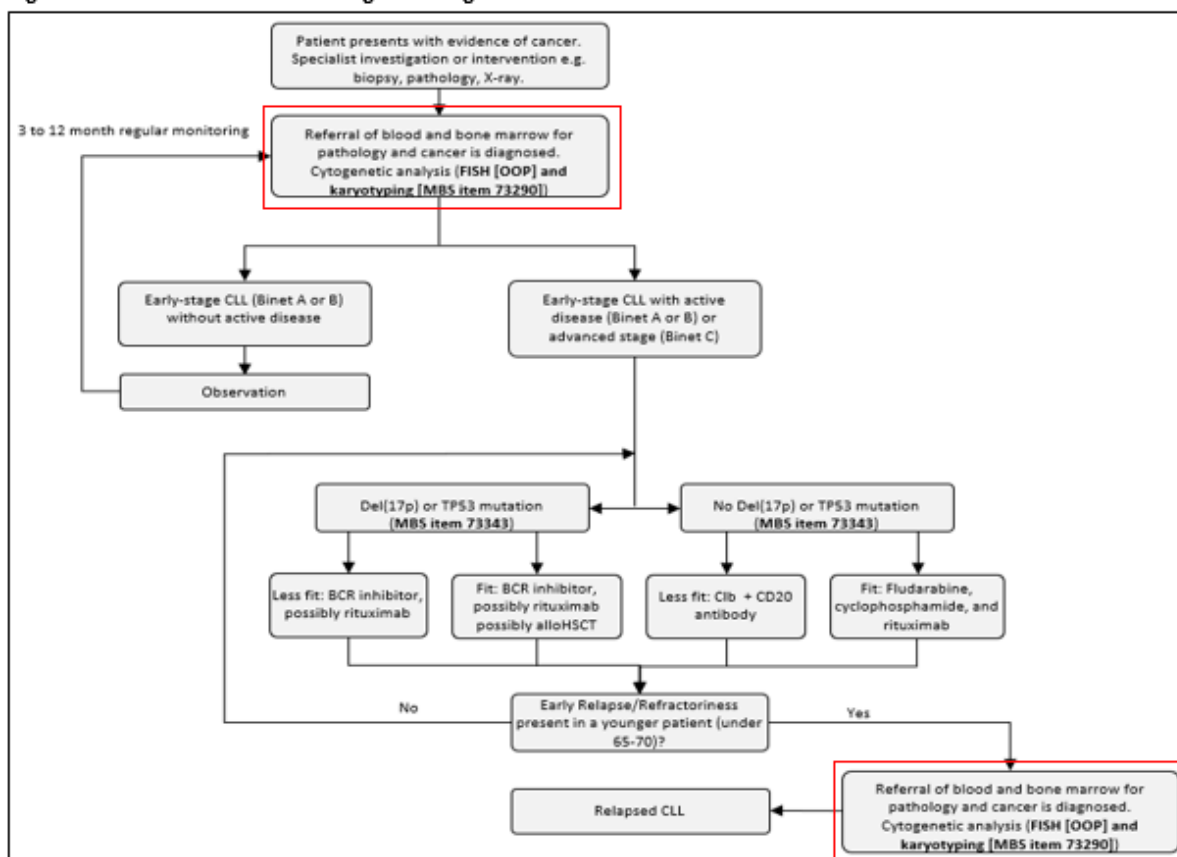 Patient presents with evidence of cancer.
Specialist investigation or intervention e.g.
biopsy, pathology, X-ray.
3 to 12 month regular monitoring
Referral of blood and bone marrow for
pathology and cancer is diagnosed.
Cytogenetic analysis (FISH [OOP] and
karyotyping [MBS item 73290])
Early-stage CLL (Binet A or B)
without active disease
Early-stage CLL with active
disease (Binet A or B) or
advanced stage (Binet C)
Observation
Del(17p) or TP53 mutation
(MBS item 73343)
No Del(17p) or TP53 mutation
(MBS item 73343)
Less fit: BCR inhibitor,
possibly rituximab
Fit: BCR inhibitor,
possibly rituximab
possibly alloHSCT
Less fit: Clb + CD20
antibody
Fit: Fludarabine,
cyclophosphamide, and
rituximab
No
Early Relapse/Refractoriness
present in a younger patient (under
65-70)?
Yes
Relapsed CLL
Referral of blood and bone marrow for
pathology and cancer is diagnosed.
Cytogenetic analysis (FISH [OOP] and
karyotyping [MBS item 73290])